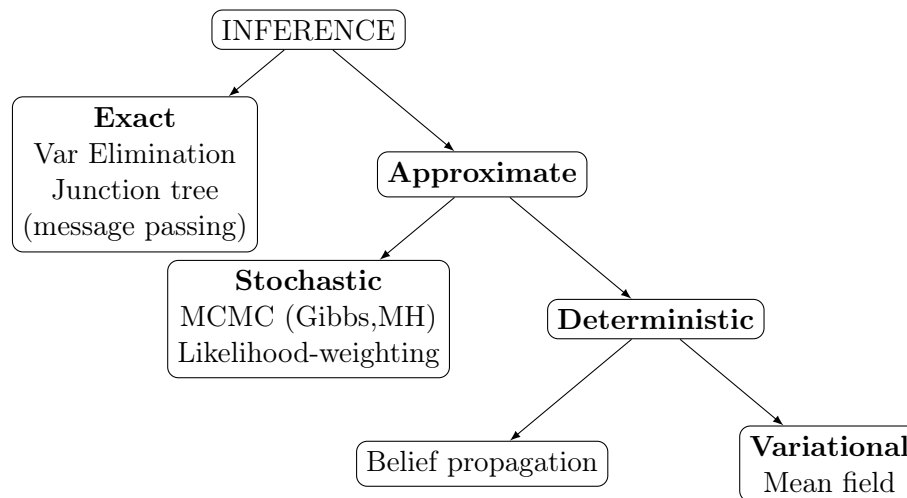 INFERENCE
Exact
Var Elimination
Junction tree
(message passing)
Approximate
Stochastic
MCMC (Gibbs,MH)
Likelihood-weighting
Deterministic
Belief propagation
Variational
Mean field